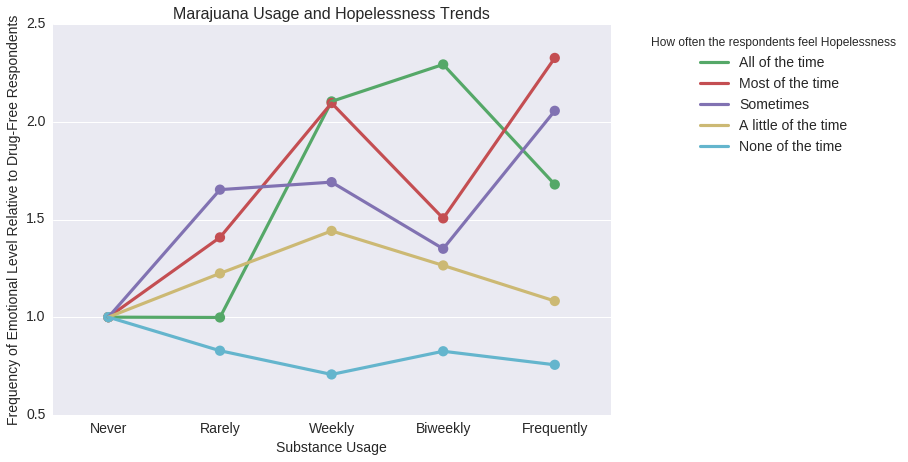 Marajuana Usage and Hopelessness Trends
Frequency of Emotional Level Relative to Drug-Free Respondents
2.5
2.0
1.5
1.0
0.5
Never
Rarely
Weekly
Biweekly
Frequently
Substance Usage
How often the respondents feel Hopelessness
All of the time
Most of the time
Sometimes
A little of the time
None of the time